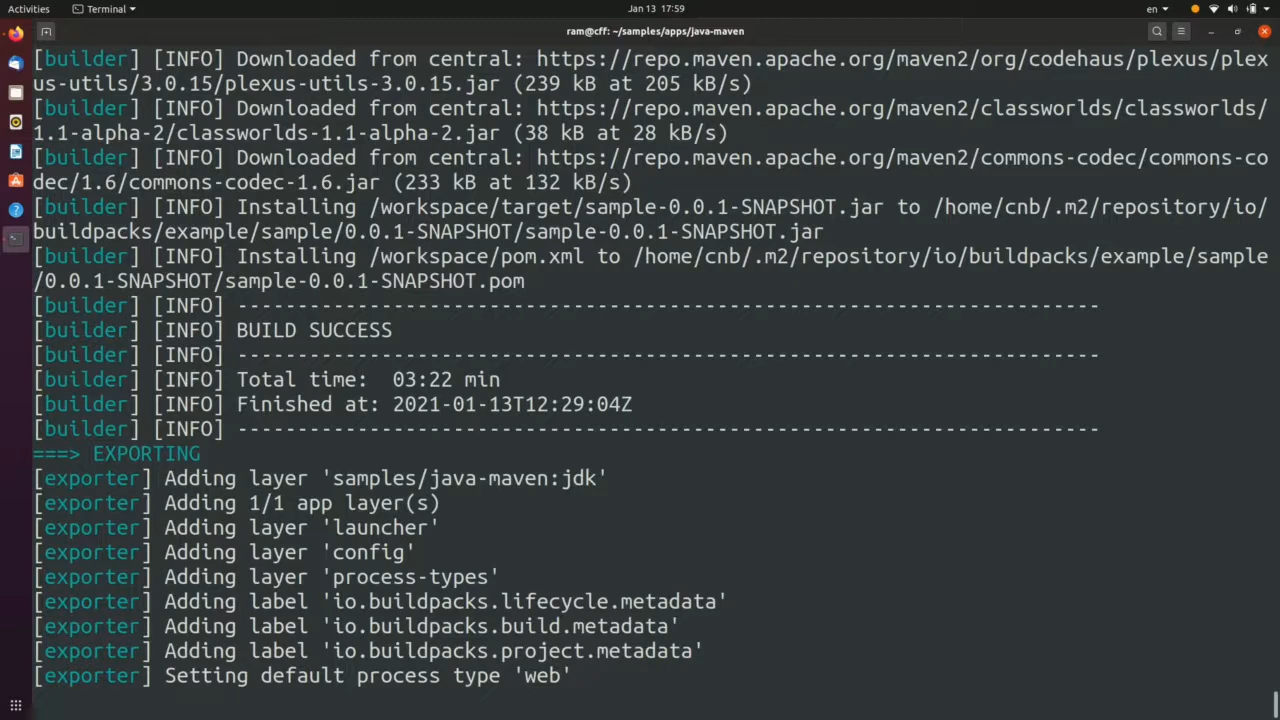 Activities
Terminal
Jan 13 17:59
en
ram@cff: ~/samples/apps/java-maven
[builder] [INFO] Downloaded from central: https://repo.maven.apache.org/maven2/org/codehaus/plexus/plex
us-utils/3.0.15/plexus-utils-3.0.15.jar (239 kB at 205 kB/s)
[builder] [INFO] Downloaded from central: https://repo.maven.apache.org/maven2/classworlds/classworlds/
1.1-alpha-2/classworlds-1.1-alpha-2.jar (38 kB at 28 kB/s)
[builder] [INFO] Downloaded from central: https://repo.maven.apache.org/maven2/commons-codec/commons-co
dec/1.6/commons-codec-1.6.jar (233 kB at 132 kB/s)
[builder] [INFO] Installing /workspace/target/sample-0.0.1-SNAPSHOT.jar to /home/cnb/.m2/repository/io/
buildpacks/example/sample/0.0.1-SNAPSHOT/sample-0.0.1-SNAPSHOT.jar
[builder] [INFO] Installing /workspace/pom.xml to /home/cnb/.m2/repository/io/buildpacks/example/sample
/0.0.1-SNAPSHOT/sample-0.0.1-SNAPSHOT.pom
[builder] [INFO] ------------------------------------------------------------------------
[builder] [INFO] BUILD SUCCESS
[builder] [INFO] ------------------------------------------------------------------------
[builder] [INFO] Total time:  03:22 min
[builder] [INFO] Finished at: 2021-01-13T12:29:04Z
[builder] [INFO] ------------------------------------------------------------------------
===> EXPORTING
[exporter] Adding layer 'samples/java-maven:jdk'
[exporter] Adding 1/1 app layer(s)
[exporter] Adding layer 'launcher'
[exporter] Adding layer 'config'
[exporter] Adding layer 'process-types'
[exporter] Adding label 'io.buildpacks.lifecycle.metadata'
[exporter] Adding label 'io.buildpacks.build.metadata'
[exporter] Adding label 'io.buildpacks.project.metadata'
[exporter] Setting default process type 'web'